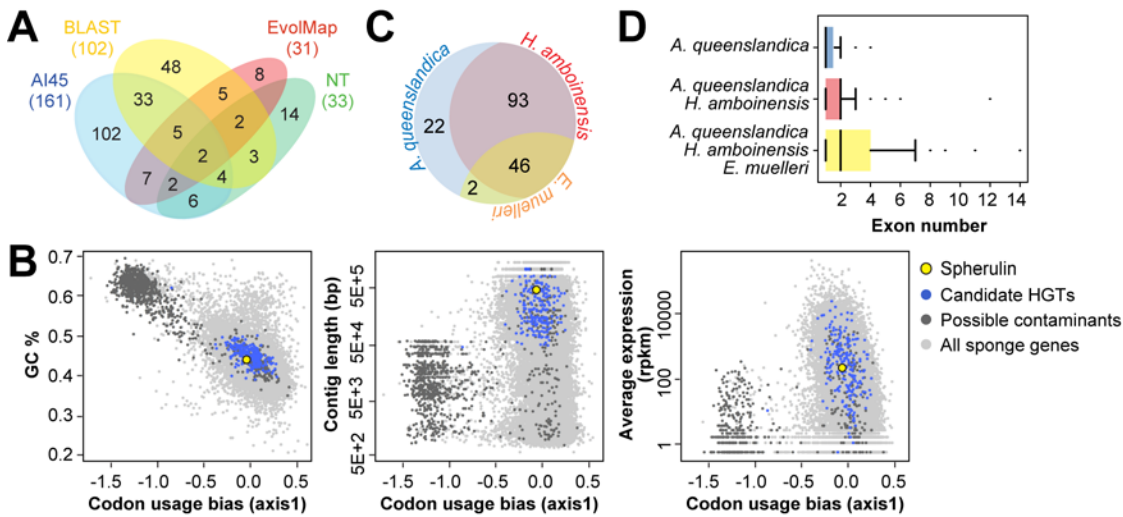 A
BLAST
(102)
EvolMap
(31)
AI45
(161)
NT
(33)
48
8
33
5
14
102
5
2
2
3
7
2
4
6
C
A. queenslandica
H. amboinensis
E. muelleri
93
22
46
2
D
A. queenslandica
A. queenslandica
H. amboinensis
A. queenslandica
H. amboinensis
E. muelleri
2 4 6 8 10 12 14
Exon number
B
GC %
0.7
0.6
0.5
0.4
0.3
0.2
-1.5 -1.0 -0.5 0.0 0.5
Codon usage bias (axis1)
Contig length (bp)
5E+5
5E+4
5E+3
5E+2
-1.5 -1.0 -0.5 0.0 0.5
Codon usage bias (axis1)
Average expression
(rpkm)
10000
100
1
-1.5 -1.0 -0.5 0.0 0.5
Codon usage bias (axis1)
Spherulin
Candidate HGTs
Possible contaminants
All sponge genes